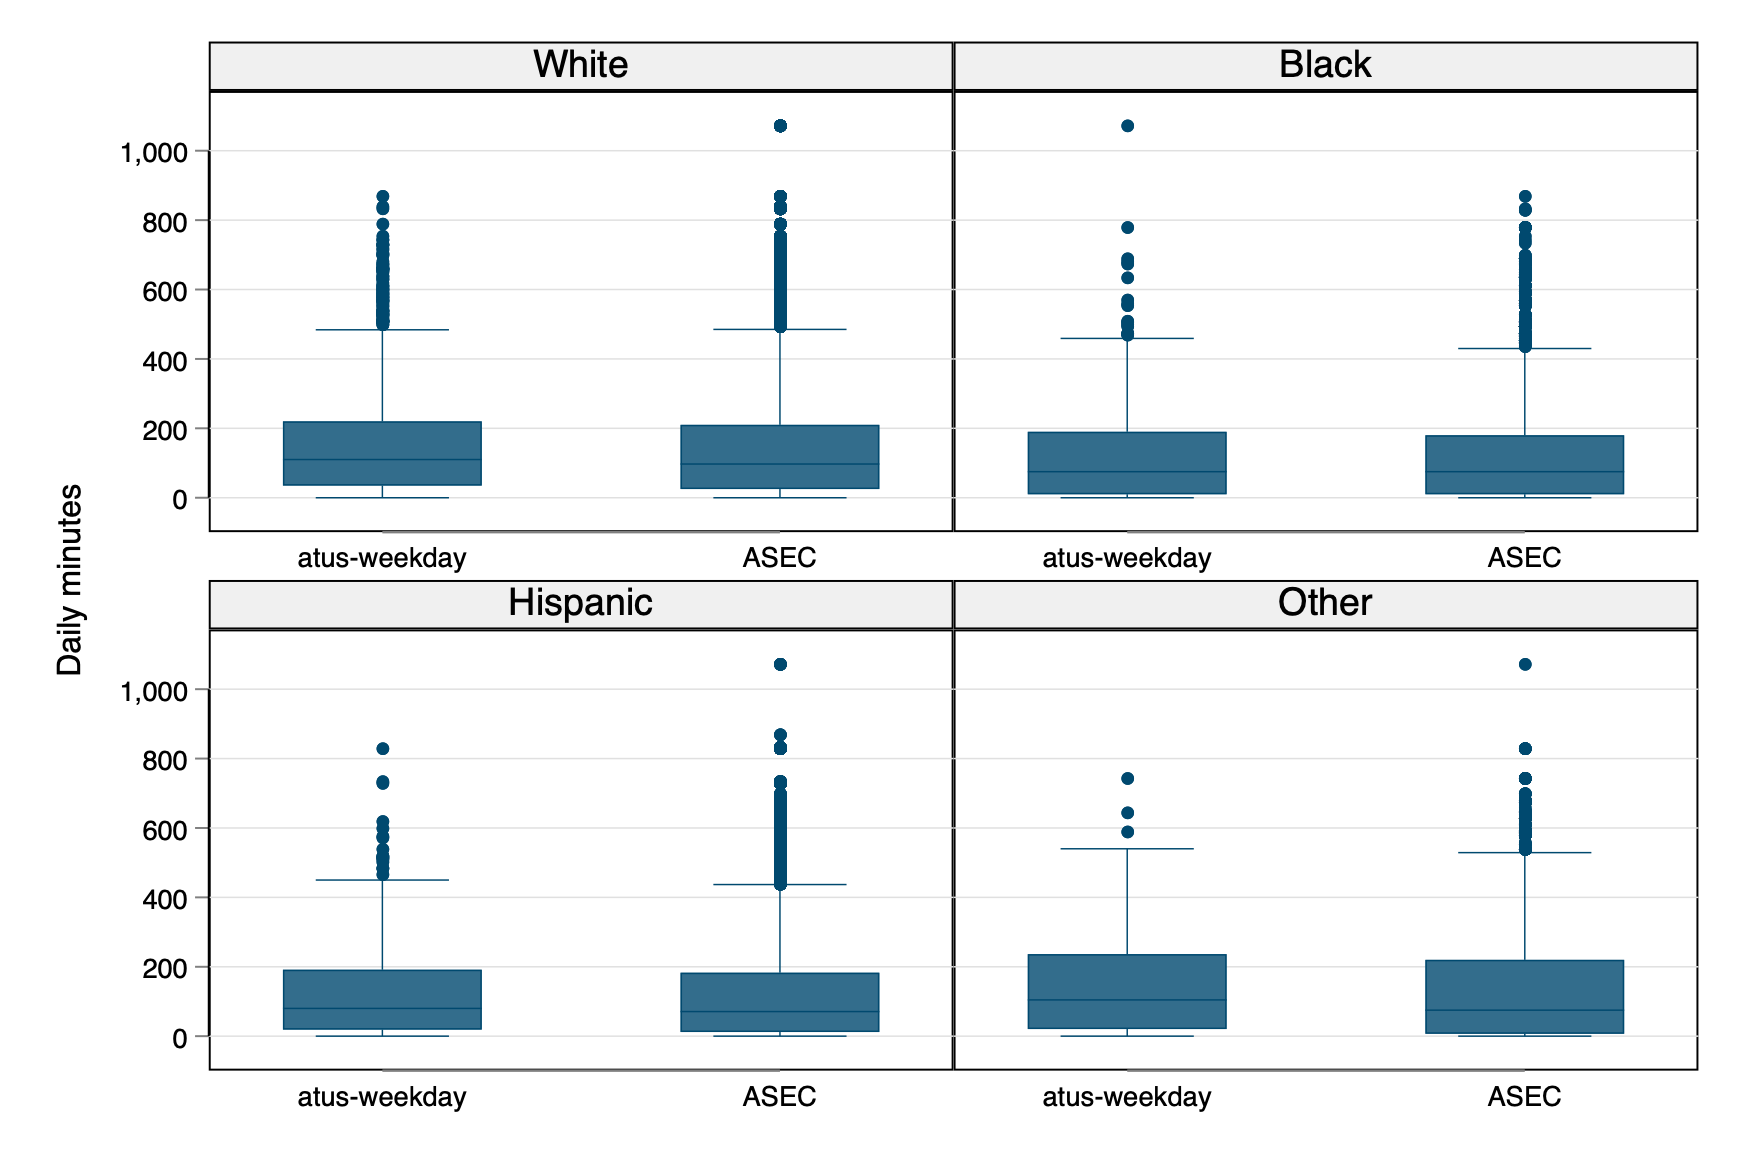 White
Black
1,000
800
600
400
200
0
atus-weekday
ASEC
atus-weekday
ASEC
Daily minutes
Hispanic
Other
1,000
800
600
400
200
0
atus-weekday
ASEC
atus-weekday
ASEC